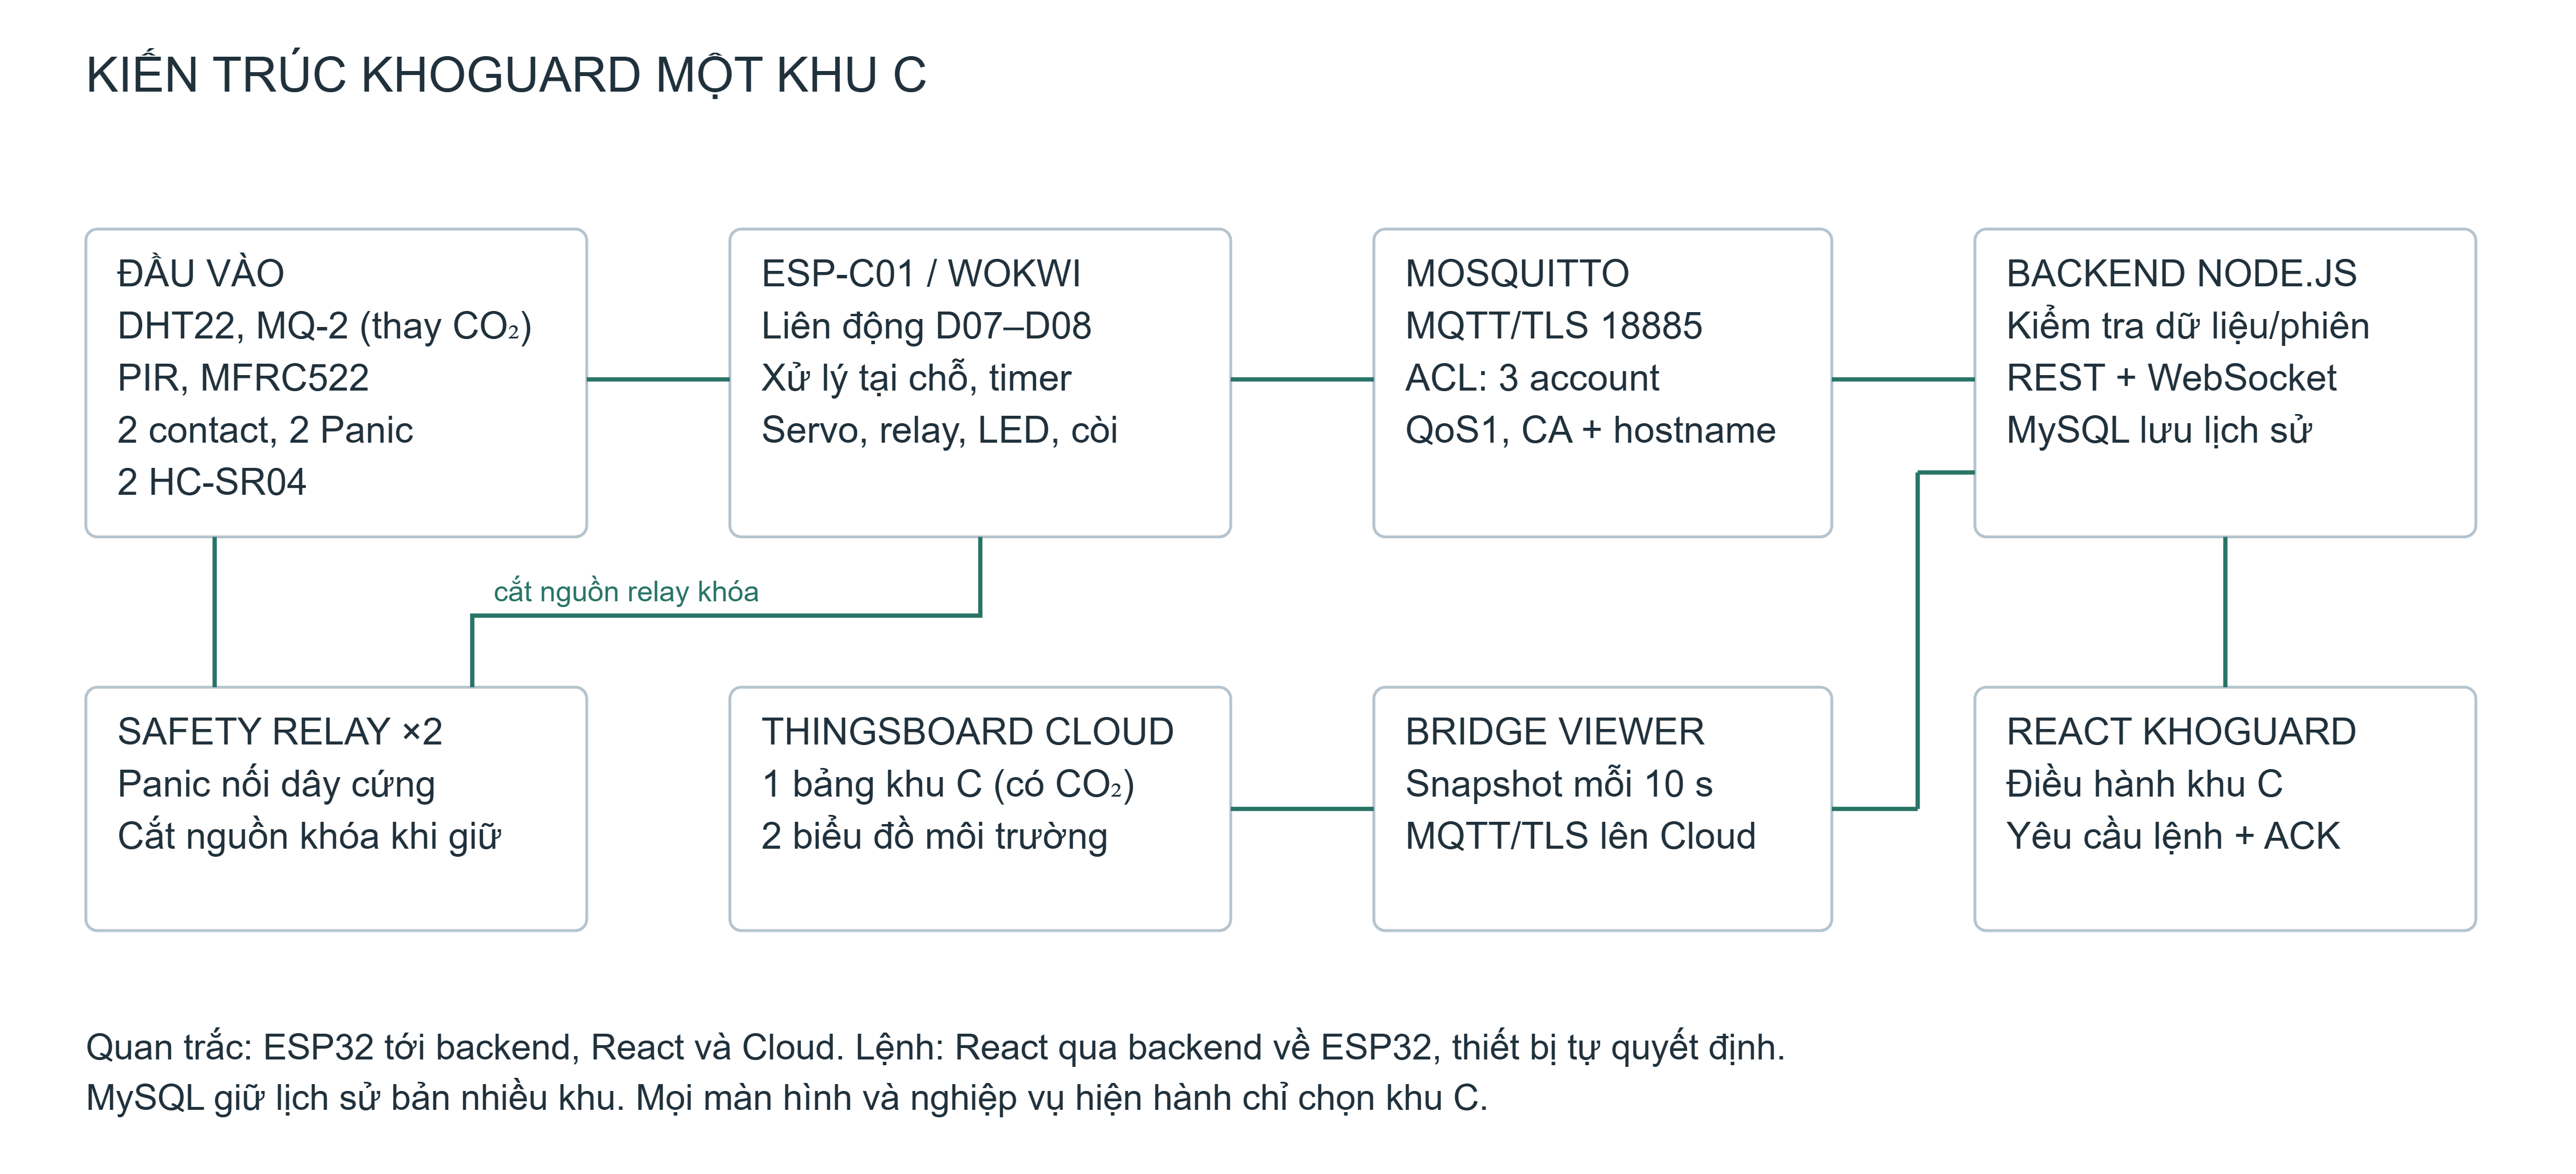 KIẾN TRÚC KHOGUARD MỘT KHU C
ĐẦU VÀO
DHT22, MQ-2 (thay CO₂)
PIR, MFRC522
2 contact, 2 Panic
2 HC-SR04
ESP-C01 / WOKWI
Liên động D07–D08
Xử lý tại chỗ, timer
Servo, relay, LED, còi
MOSQUITTO
MQTT/TLS 18885
ACL: 3 account
QoS1, CA + hostname
BACKEND NODE.JS
Kiểm tra dữ liệu/phiên
REST + WebSocket
MySQL lưu lịch sử
cắt nguồn relay khóa
SAFETY RELAY ×2
Panic nối dây cứng
Cắt nguồn khóa khi giữ
THINGSBOARD CLOUD
1 bảng khu C (có CO₂)
2 biểu đồ môi trường
BRIDGE VIEWER
Snapshot mỗi 10 s
MQTT/TLS lên Cloud
REACT KHOGUARD
Điều hành khu C
Yêu cầu lệnh + ACK
Quan trắc: ESP32 tới backend, React và Cloud. Lệnh: React qua backend về ESP32, thiết bị tự quyết định.
MySQL giữ lịch sử bản nhiều khu. Mọi màn hình và nghiệp vụ hiện hành chỉ chọn khu C.